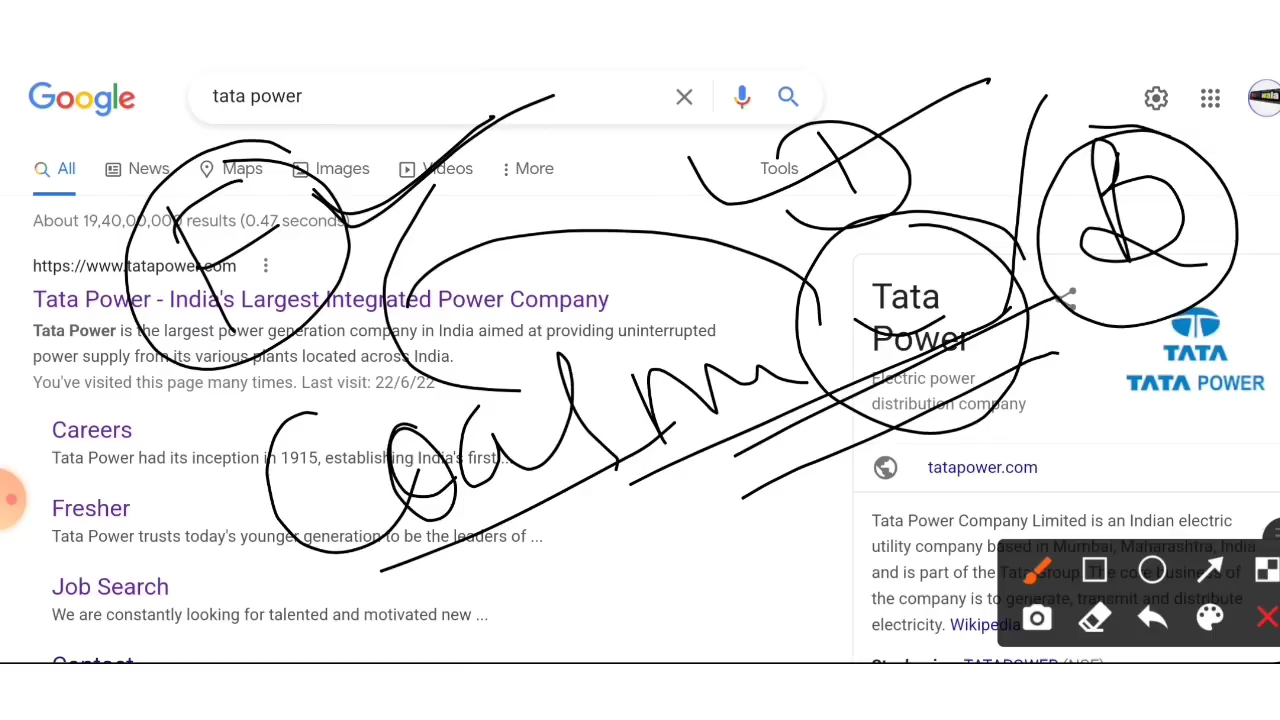 Google
tata power
All News Maps Images Videos More Tools
About 19,40,00,000 results (0.47 seconds)
https://www.tatapower.com
Tata Power - India's Largest Integrated Power Company
Tata Power is the largest power generation company in India aimed at providing uninterrupted
power supply from its various plants located across India.
You've visited this page many times. Last visit: 22/6/22
Careers
Tata Power had its inception in 1915, establishing India's first ...
Fresher
Tata Power trusts today's younger generation to be the leaders of ...
Job Search
We are constantly looking for talented and motivated new ...
Contact
Tata
Power
Electric power
distribution company
TATA
TATA POWER
tatapower.com
Tata Power Company Limited is an Indian electric
utility company based in Mumbai, Maharashtra, India
and is part of the Tata Group. The core business of
the company is to generate, transmit and distribute
electricity. Wikipedia
TATAPOWER (NSE)
F